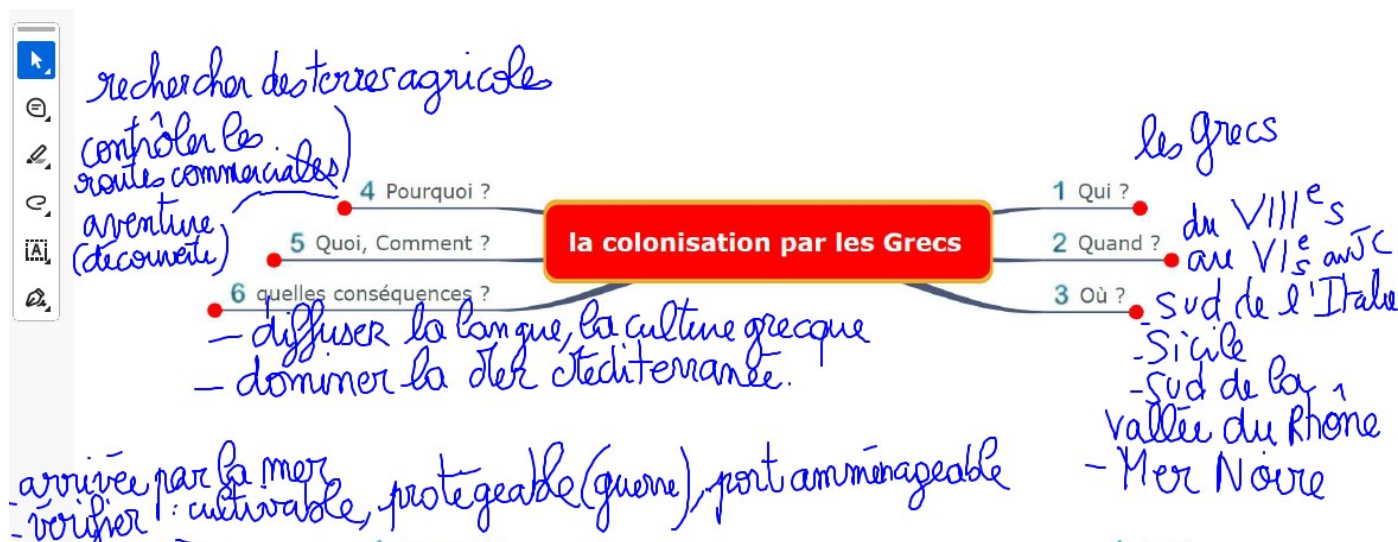 rechercher des terres agricoles
contrôler les
routes commerciales
aventure
(decouverte)
4 Pourquoi ?
5 Quoi, Comment ?
6 quelles conséquences ?
- diffuser la langue, la culture grecque
- dominer la Mer Mediterranée.
la colonisation par les Grecs
les Grecs
1 Qui ?
2 Quand ?
du VIIIe s
au VIe s av JC
3 Où ?
- sud de l'Italie
- Sicile
- sud de la
vallée du Rhône
- Mer Noire
- arrivée par la mer
- vérifier : cultivable, protégeable (guerre), port amménageable